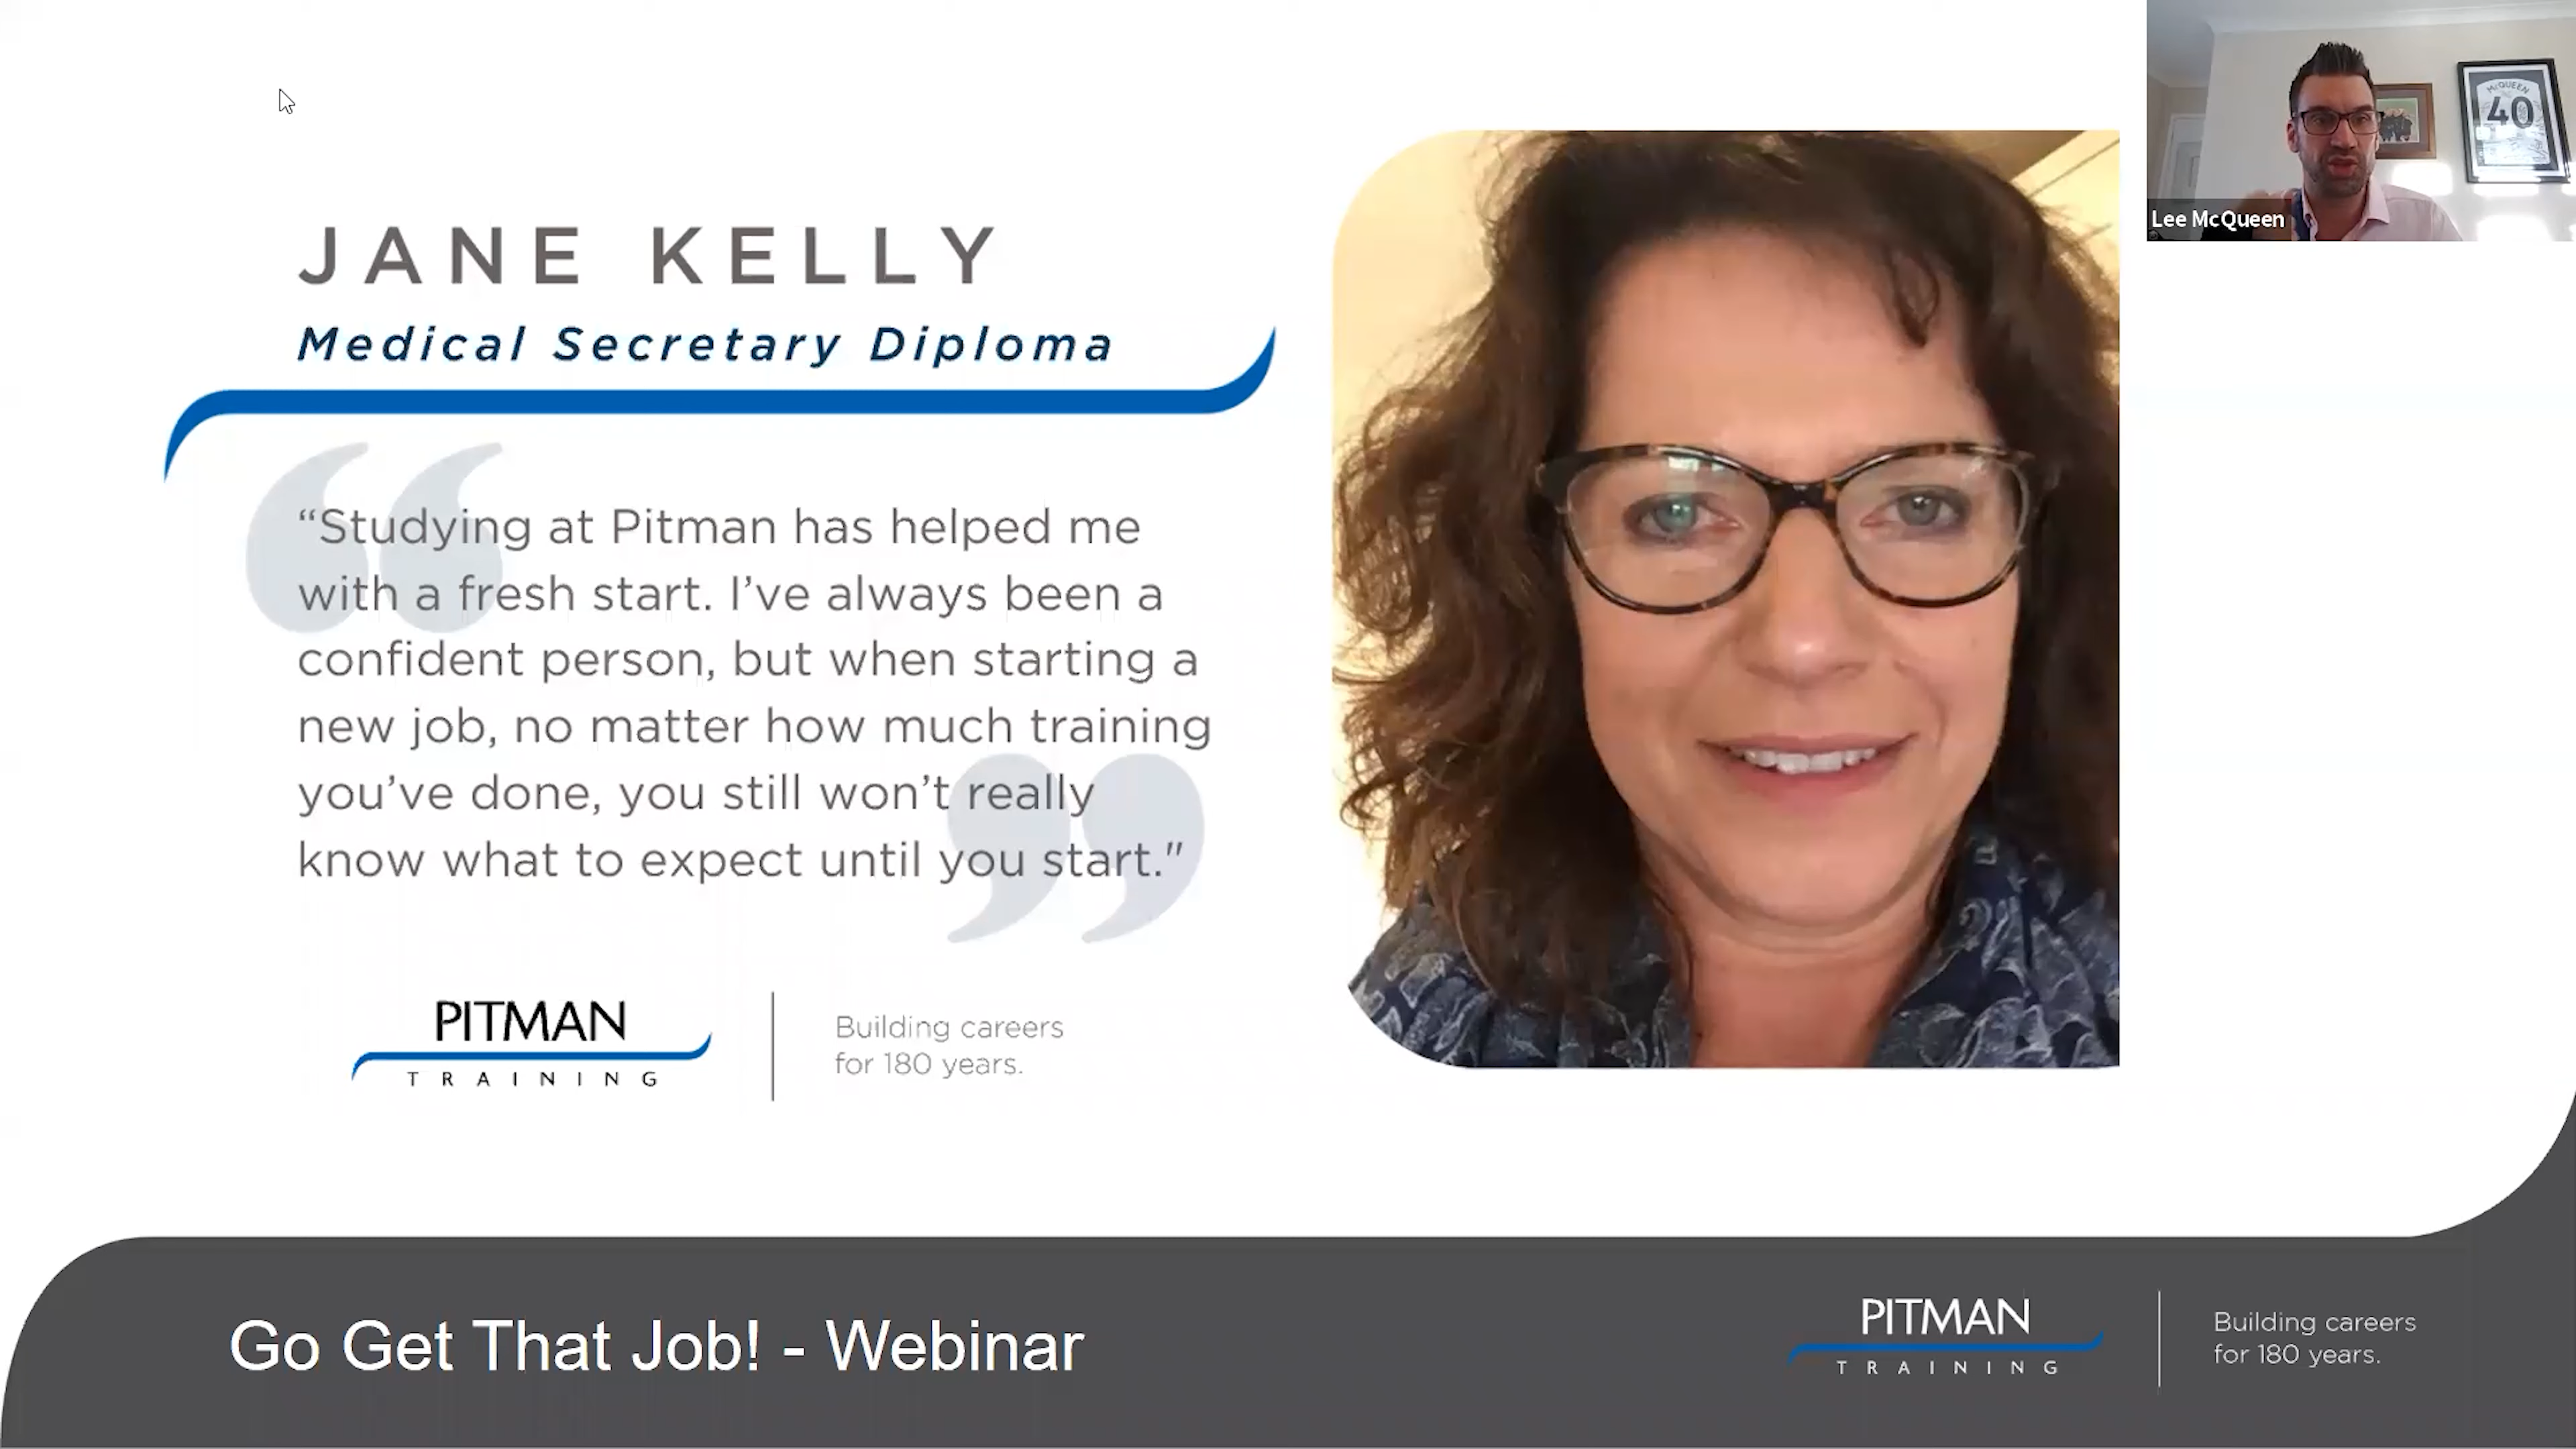 McQUEEN
40
Lee McQueen
JANE KELLY
Medical Secretary Diploma
“Studying at Pitman has helped me
with a fresh start. I’ve always been a
confident person, but when starting a
new job, no matter how much training
you’ve done, you still won’t really
know what to expect until you start."
PITMAN
TRAINING
Building careers
for 180 years.
Go Get That Job! - Webinar
PITMAN
TRAINING
Building careers
for 180 years.